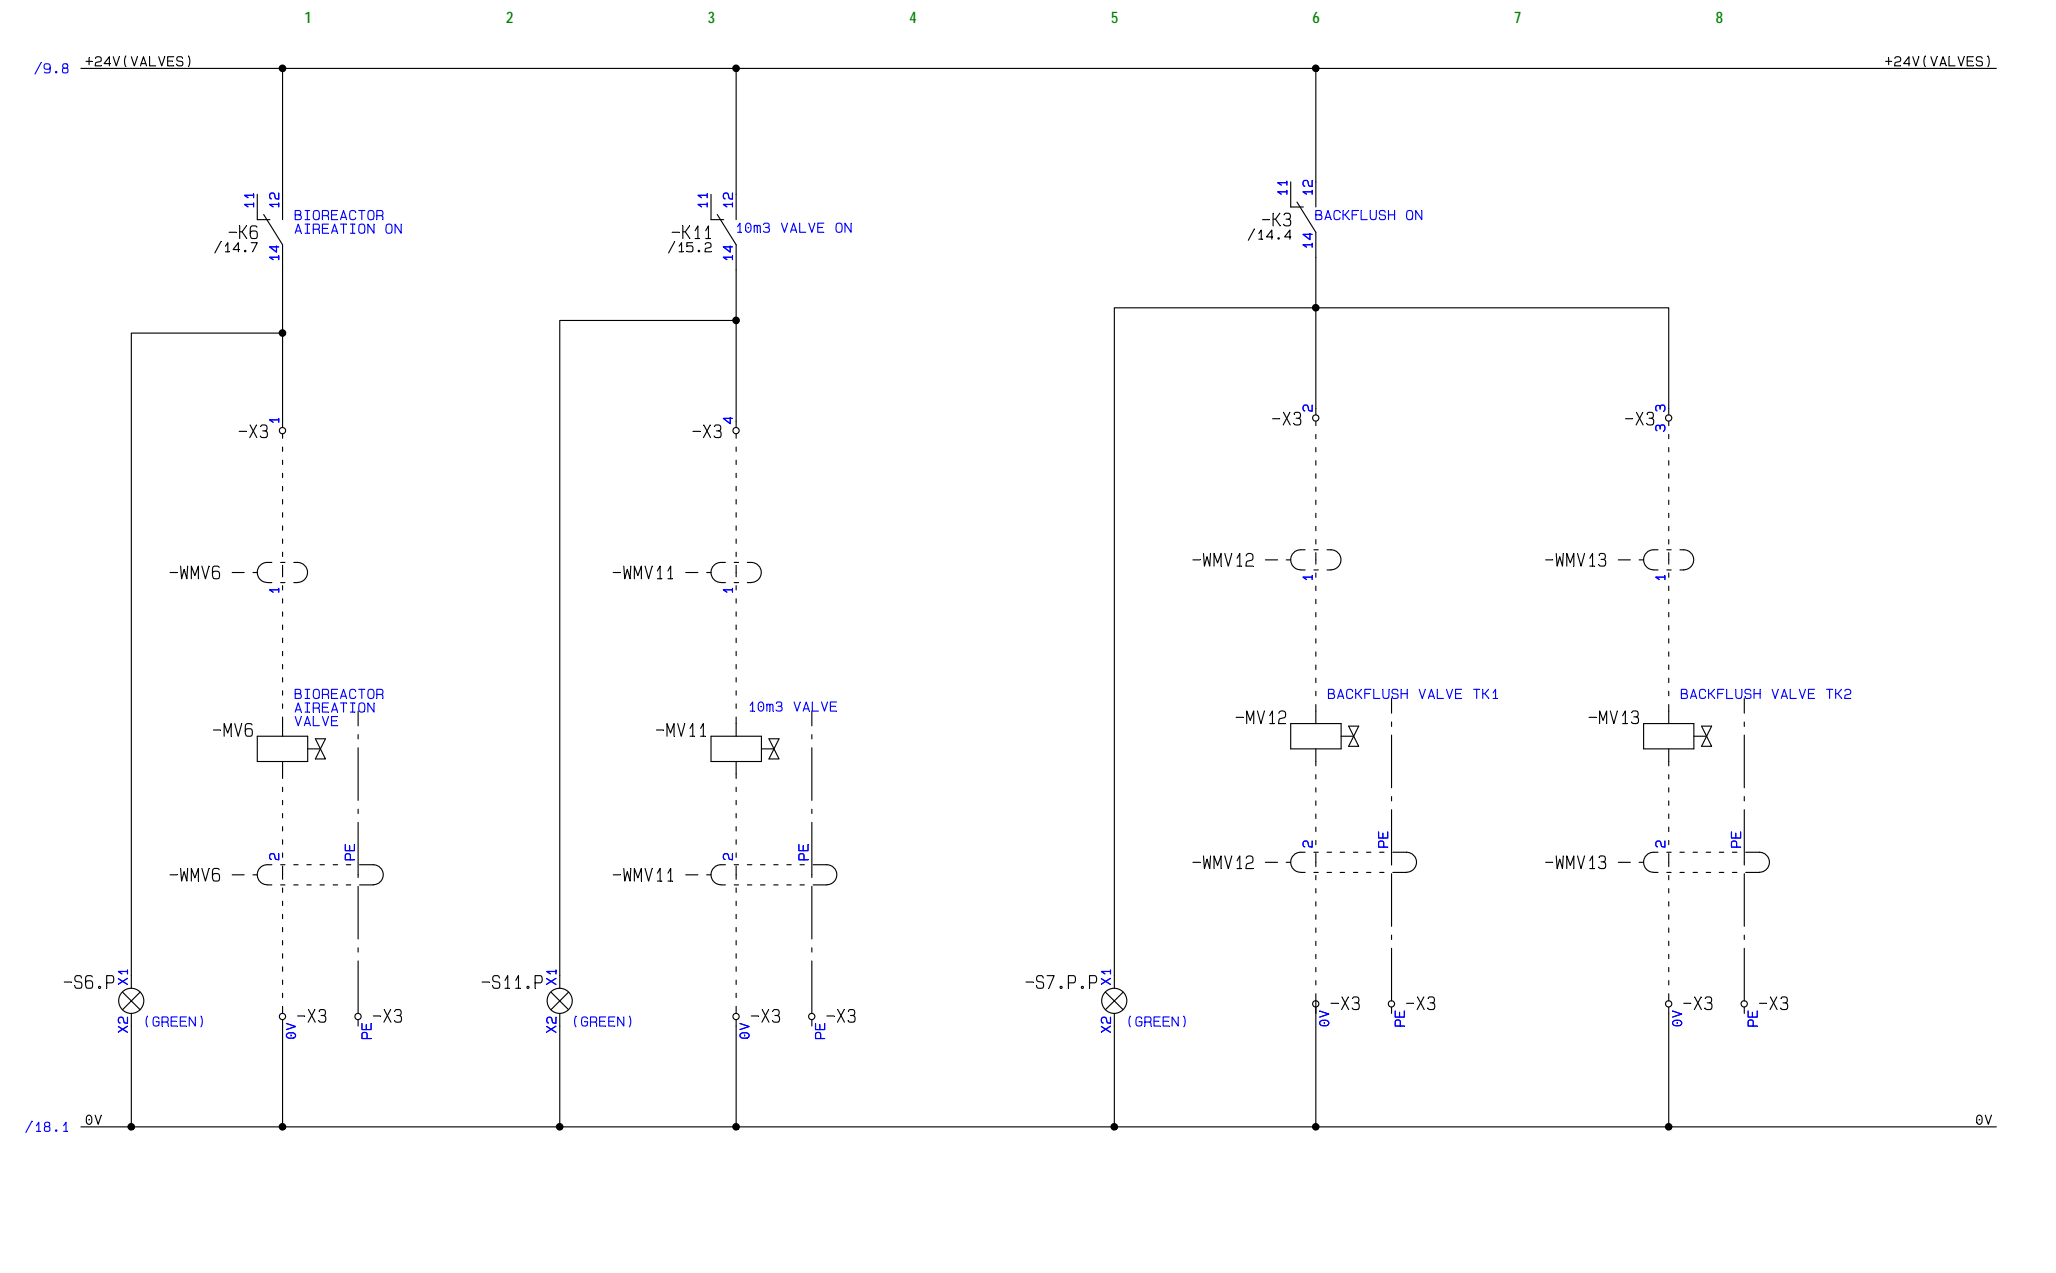 1 2 3 4 5 6 7 8
/9.8 +24V(VALVES) +24V(VALVES)
11 12 11 12 11 12
BIOREACTOR
AIREATION ON
-K6
/14.7
14
10m3 VALVE ON
-K11
/15.2
14
BACKFLUSH ON
-K3
/14.4
14
-X3 1
-X3 4
-X3 2
-X3 3
3
-WMV6 1
-WMV11 1
-WMV12 1
-WMV13 1
BIOREACTOR
AIREATION
VALVE
-MV6
10m3 VALVE
-MV11
BACKFLUSH VALVE TK1
-MV12
BACKFLUSH VALVE TK2
-MV13
2 PE
-WMV6
2 PE
-WMV11
2 PE
-WMV12
2 PE
-WMV13
-S6.P X1
X2 (GREEN)
-X3 -X3
0V PE
-S11.P X1
X2 (GREEN)
-X3 -X3
0V PE
-S7.P.P X1
X2 (GREEN)
-X3 -X3
0V PE
-X3 -X3
0V PE
/18.1 0V 0V